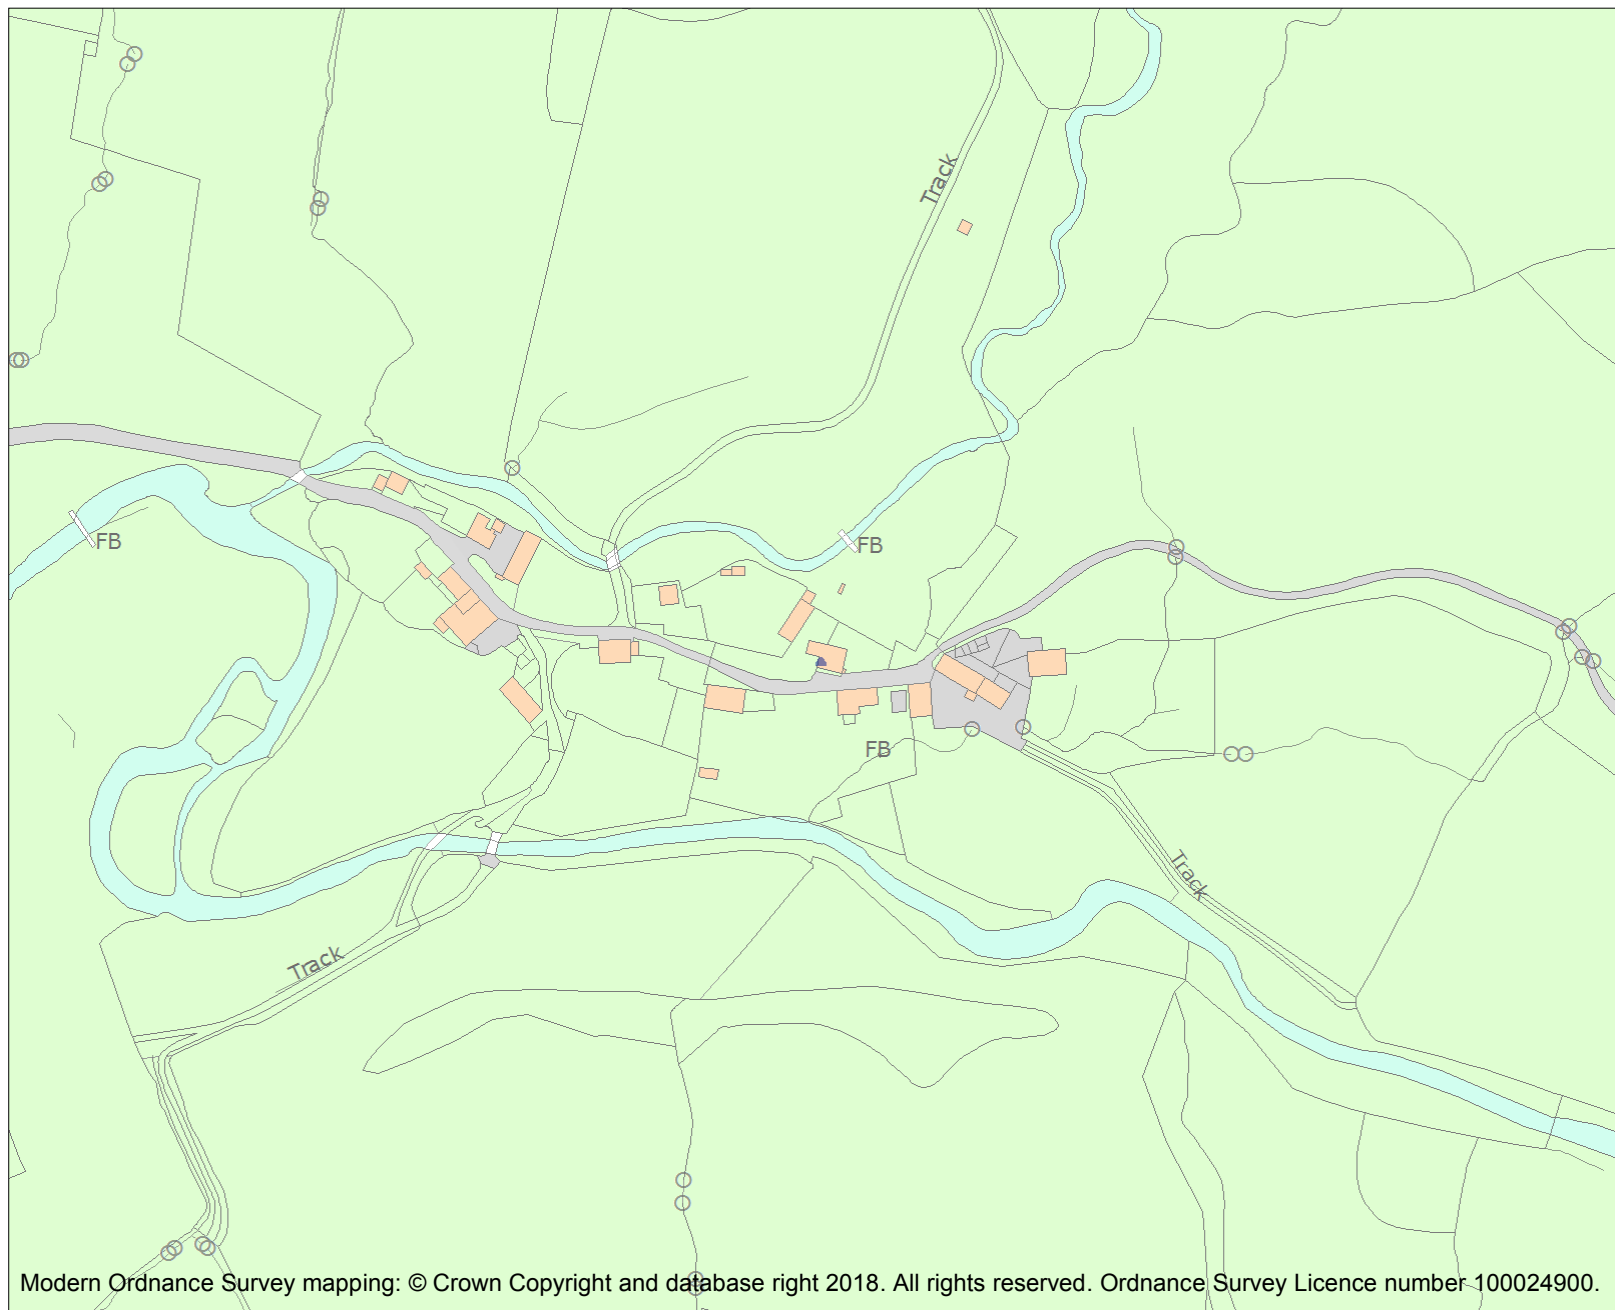 Track
FB
FB
FB
Track
Track
Modern Ordnance Survey mapping: © Crown Copyright and database right 2018. All rights reserved. Ordnance Survey Licence number 100024900.